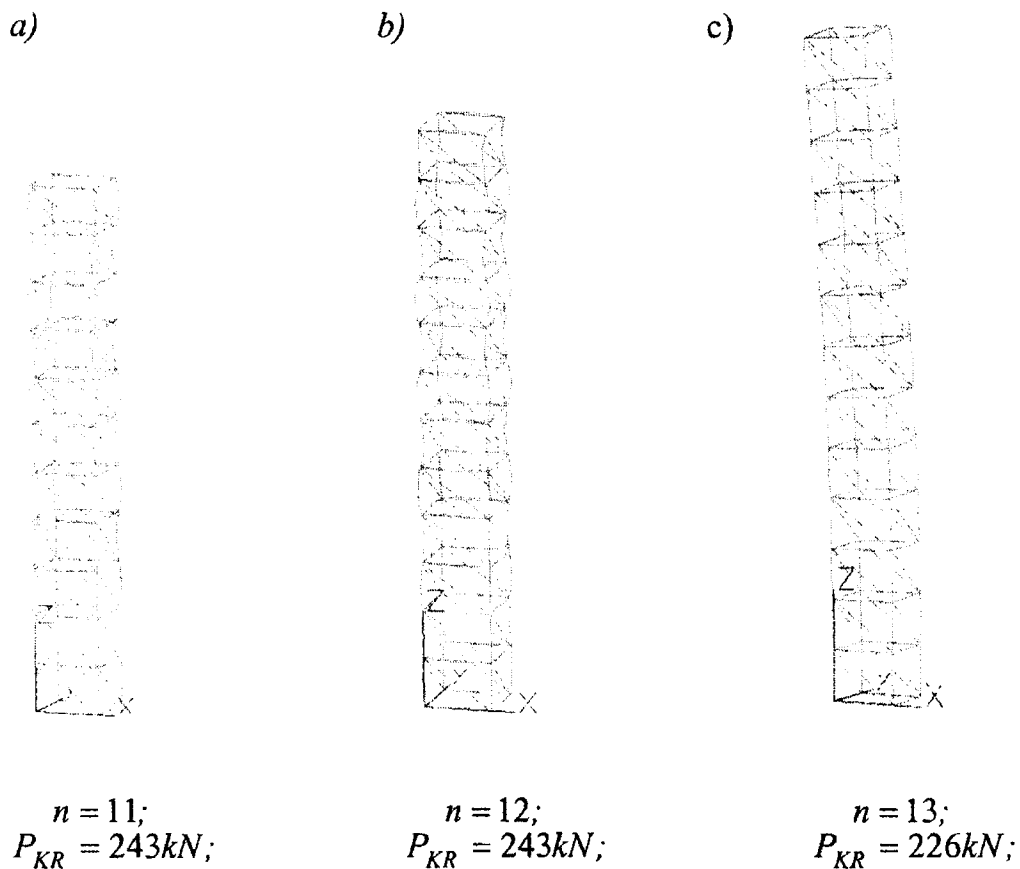 a) b) c)
Z Z Z
Y X Y X Y X
n = 11; n = 12; n = 13;
P_KR = 243kN; P_KR = 243kN; P_KR = 226kN;